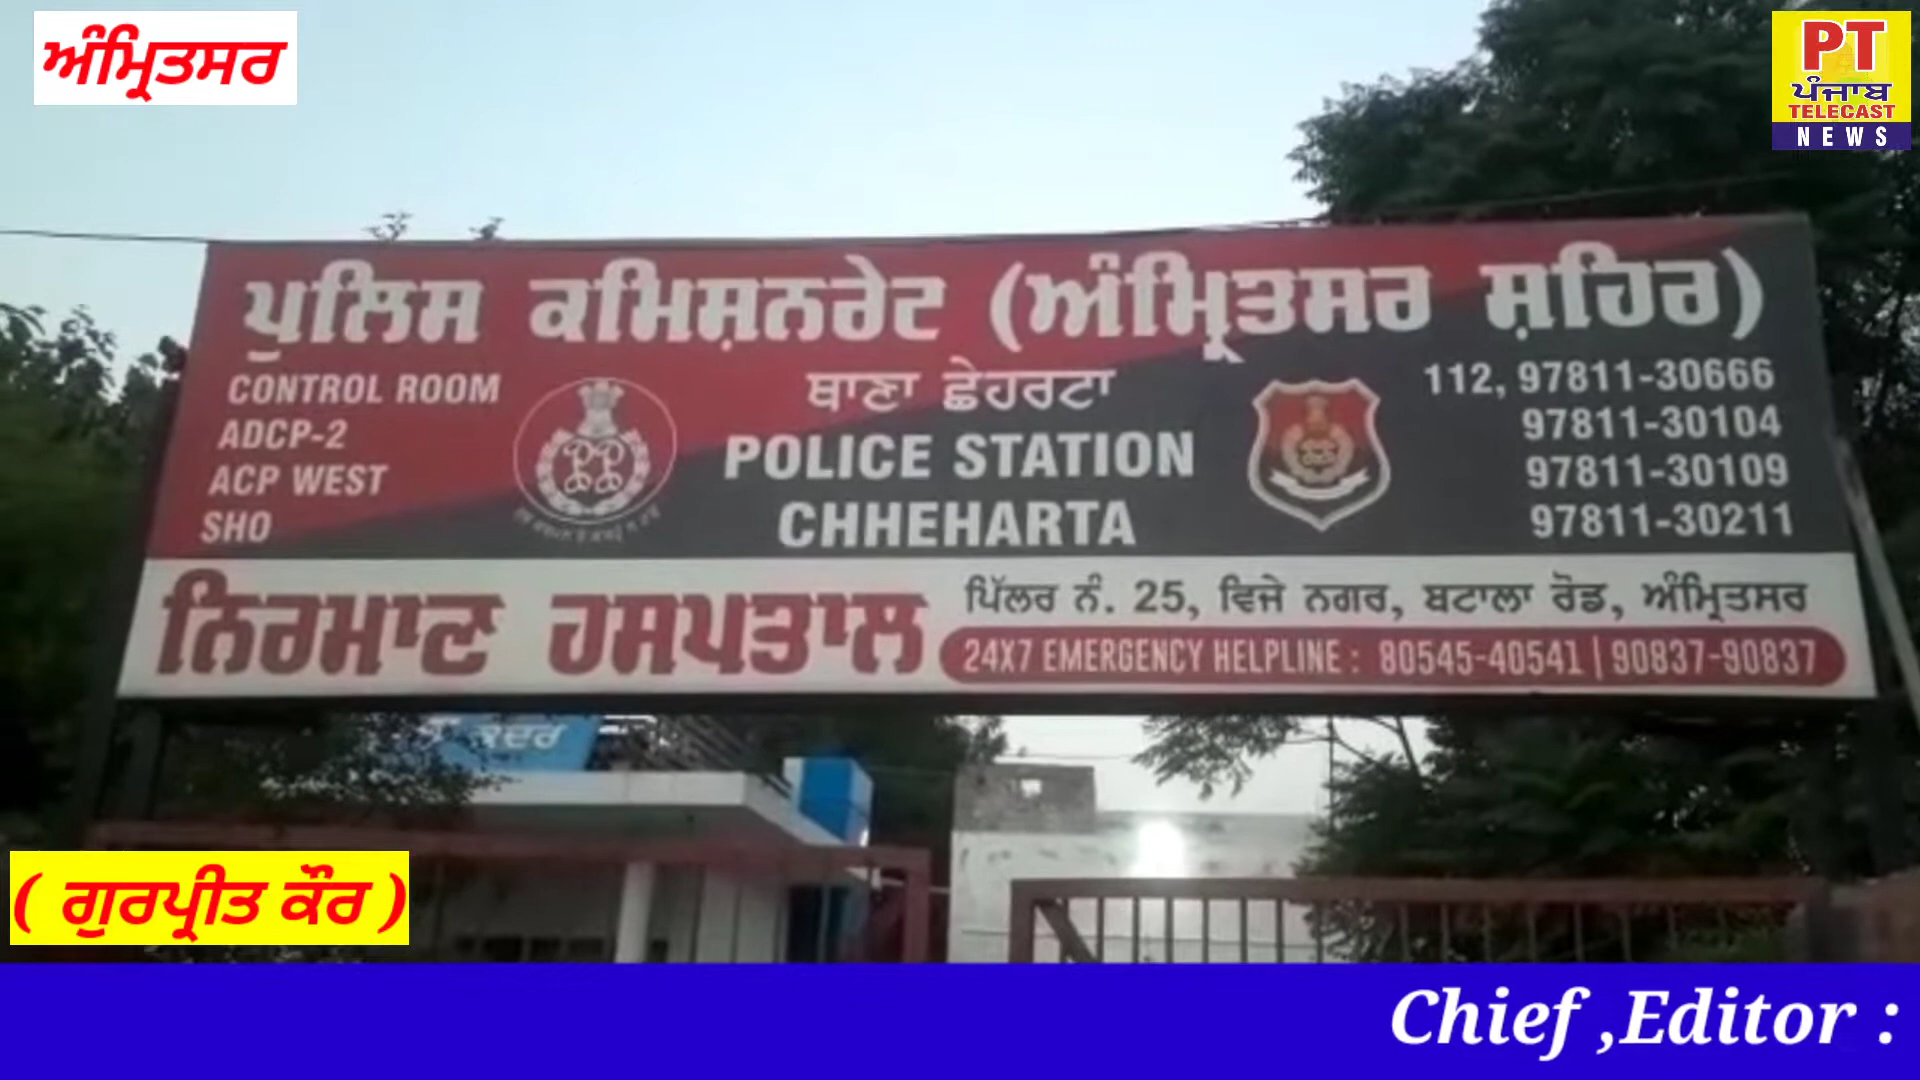 ਅੰਮ੍ਰਿਤਸਰ
PT
ਪੰਜਾਬ
TELECAST
NEWS
ਪੁਲਿਸ ਕਮਿਸ਼ਨਰੇਟ (ਅੰਮ੍ਰਿਤਸਰ ਸ਼ਹਿਰ)
CONTROL ROOM 112, 97811-30666
ADCP-2 97811-30104
ACP WEST 97811-30109
SHO 97811-30211
ਥਾਣਾ ਛੇਹਰਟਾ
POLICE STATION
CHHEHARTA
ਨਿਰਮਾਣ ਹਸਪਤਾਲ
ਪਿੱਲਰ ਨੰ. 25, ਵਿਜੇ ਨਗਰ, ਬਟਾਲਾ ਰੋਡ, ਅੰਮ੍ਰਿਤਸਰ
24X7 EMERGENCY HELPLINE : 80545-40541 | 90837-90837
( ਗੁਰਪ੍ਰੀਤ ਕੌਰ )
Chief ,Editor :